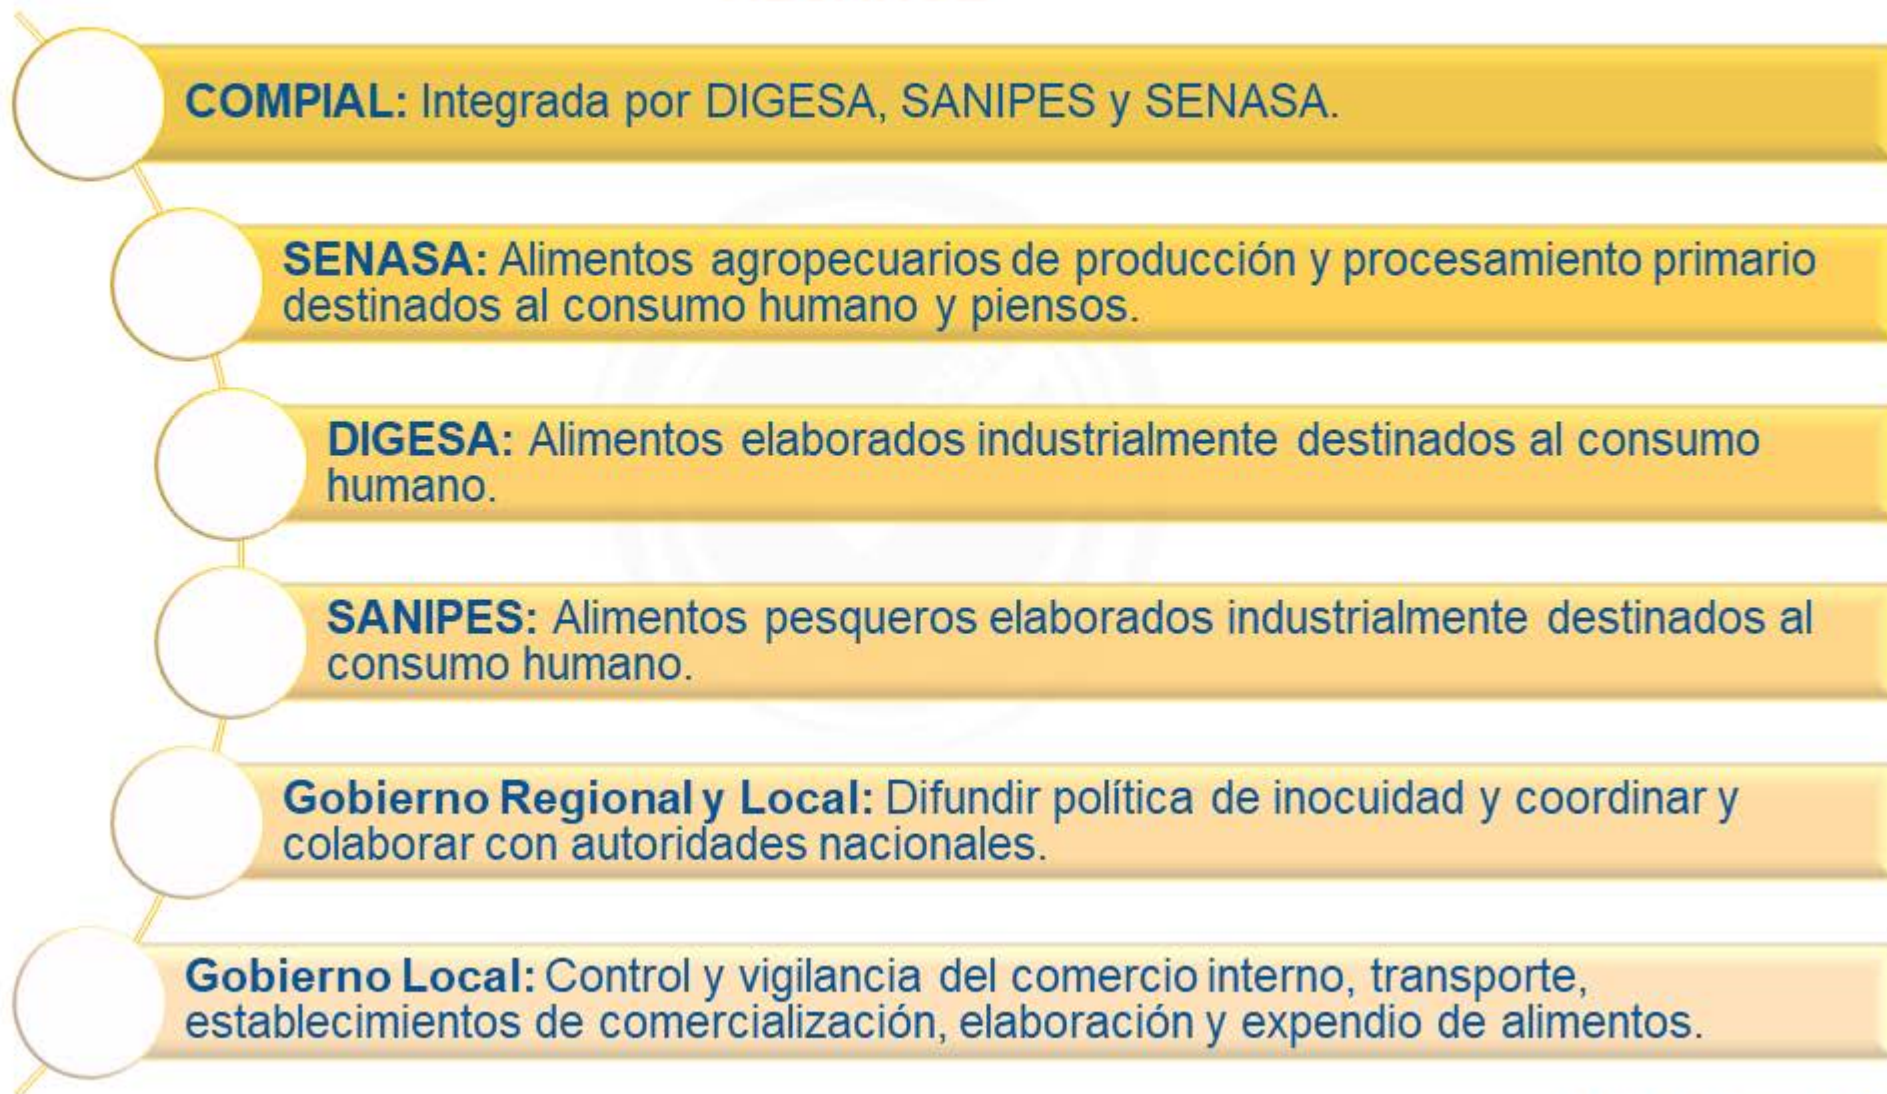 COMPIAL: Integrada por DIGESA, SANIPES y SENASA.
SENASA: Alimentos agropecuarios de producción y procesamiento primario
destinados al consumo humano y piensos.
DIGESA: Alimentos elaborados industrialmente destinados al consumo
humano.
SANIPES: Alimentos pesqueros elaborados industrialmente destinados al
consumo humano.
Gobierno Regional y Local: Difundir política de inocuidad y coordinar y
colaborar con autoridades nacionales.
Gobierno Local: Control y vigilancia del comercio interno, transporte,
establecimientos de comercialización, elaboración y expendio de alimentos.